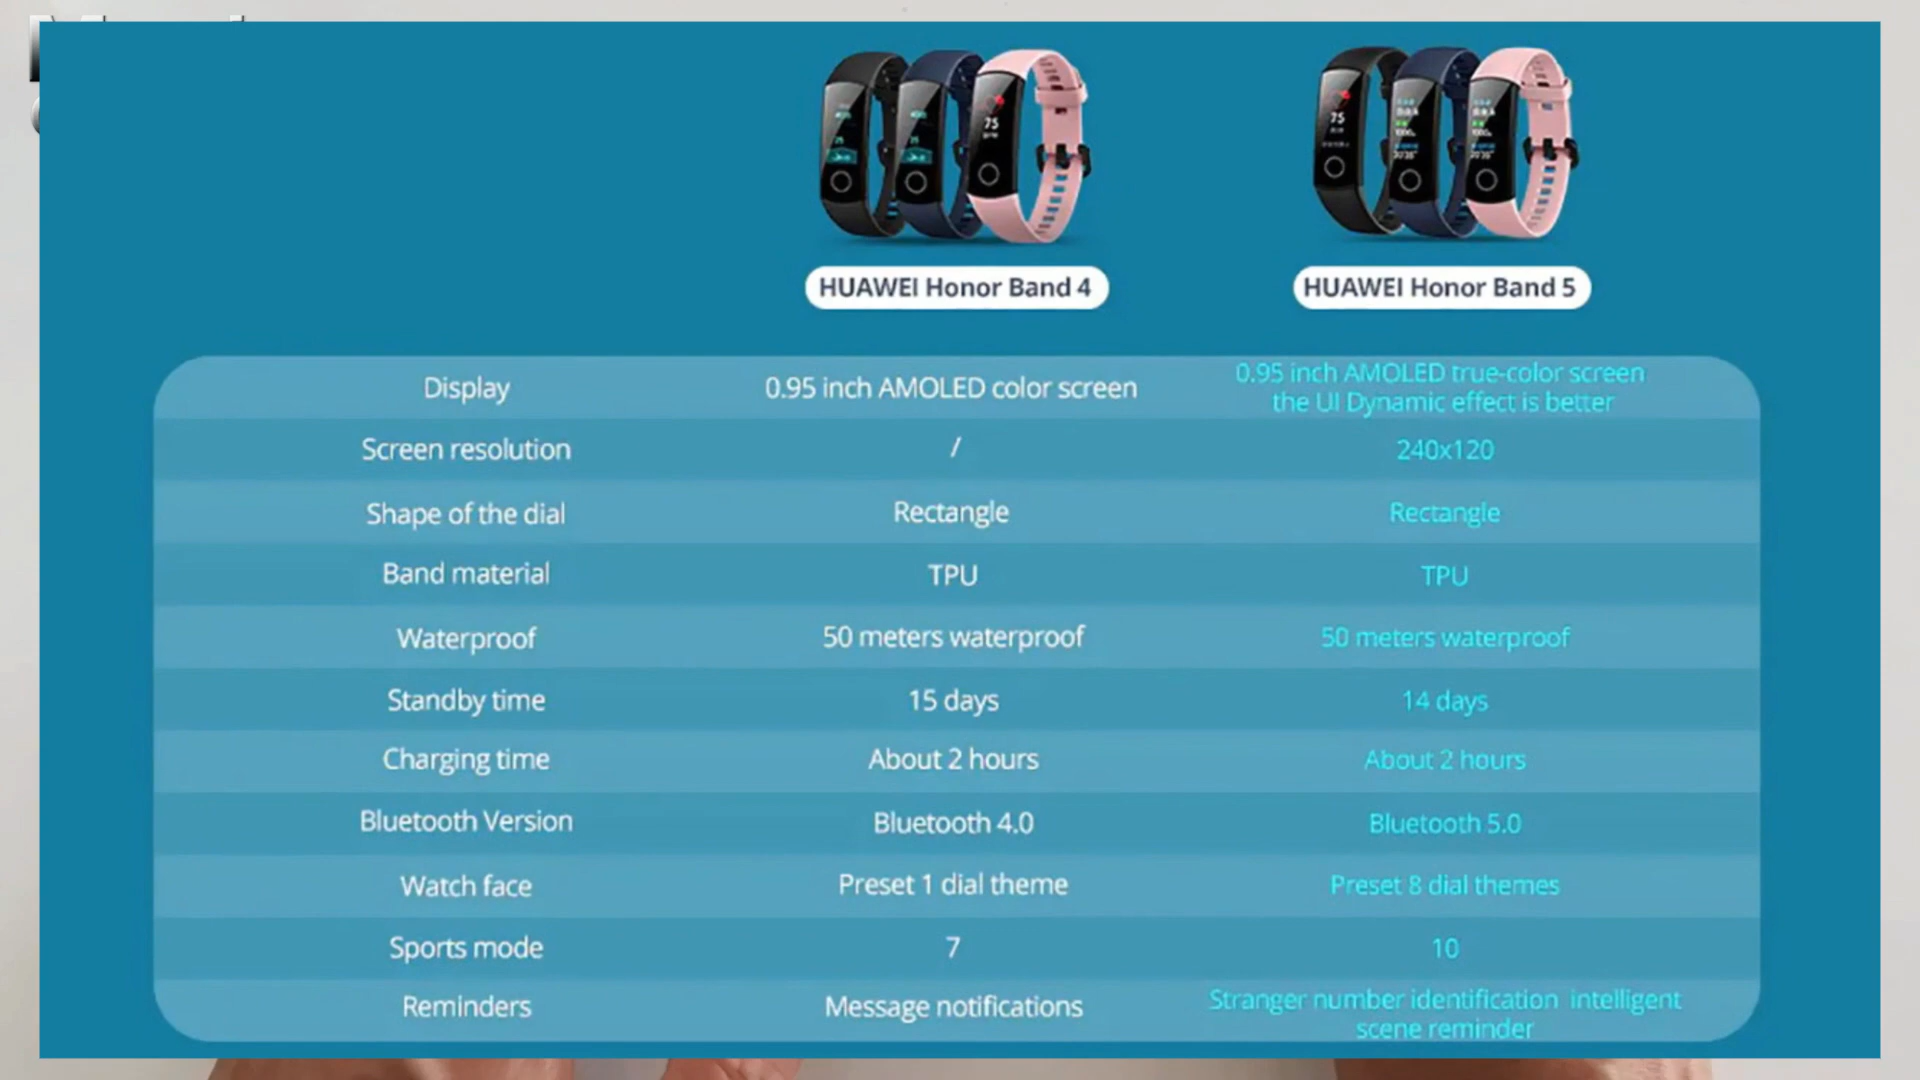 HUAWEI Honor Band 4
HUAWEI Honor Band 5
Display
0.95 inch AMOLED color screen
0.95 inch AMOLED true-color screen
the UI Dynamic effect is better
Screen resolution
/
240x120
Shape of the dial
Rectangle
Rectangle
Band material
TPU
TPU
Waterproof
50 meters waterproof
50 meters waterproof
Standby time
15 days
14 days
Charging time
About 2 hours
About 2 hours
Bluetooth Version
Bluetooth 4.0
Bluetooth 5.0
Watch face
Preset 1 dial theme
Preset 8 dial themes
Sports mode
7
10
Reminders
Message notifications
Stranger number identification intelligent
scene reminder
75
75